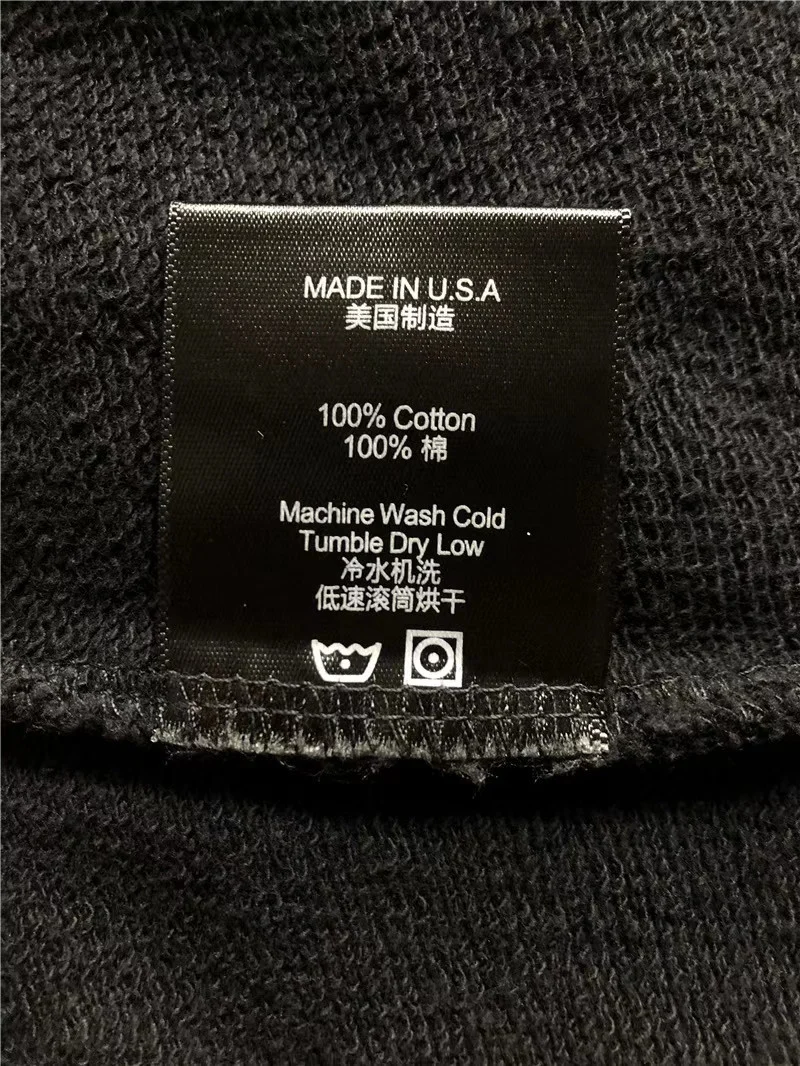 MADE IN U.S.A
美国制造
100% Cotton
100% 棉
Machine Wash Cold
Tumble Dry Low
冷水机洗
低速滚筒烘干